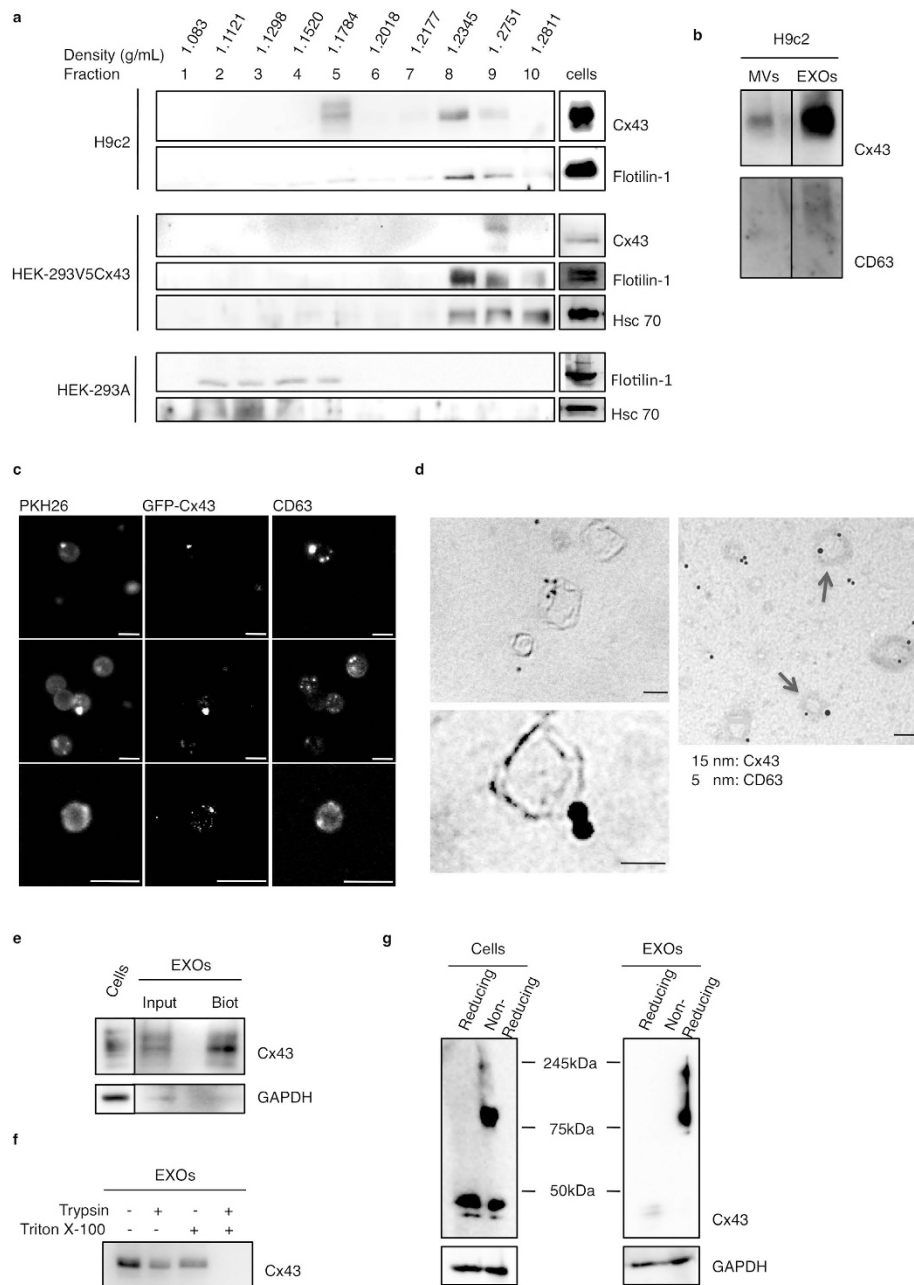 a
Density (g/mL) 1.083 1.1121 1.1298 1.1520 1.1784 1.2018 1.2177 1.2345 1.2751 1.2811
Fraction 1 2 3 4 5 6 7 8 9 10 cells
H9c2
Cx43
Flotilin-1
HEK-293V5Cx43
Cx43
Flotilin-1
Hsc 70
HEK-293A
Flotilin-1
Hsc 70
b
H9c2
MVs EXOs
Cx43
CD63
c
PKH26 GFP-Cx43 CD63
d
15 nm: Cx43
5 nm: CD63
e
Cells EXOs
Input Biot
Cx43
GAPDH
f
EXOs
Trypsin - + - +
Triton X-100 - - + +
Cx43
g
Cells EXOs
Reducing Non-Reducing Reducing Non-Reducing
245kDa
75kDa
50kDa
Cx43
GAPDH